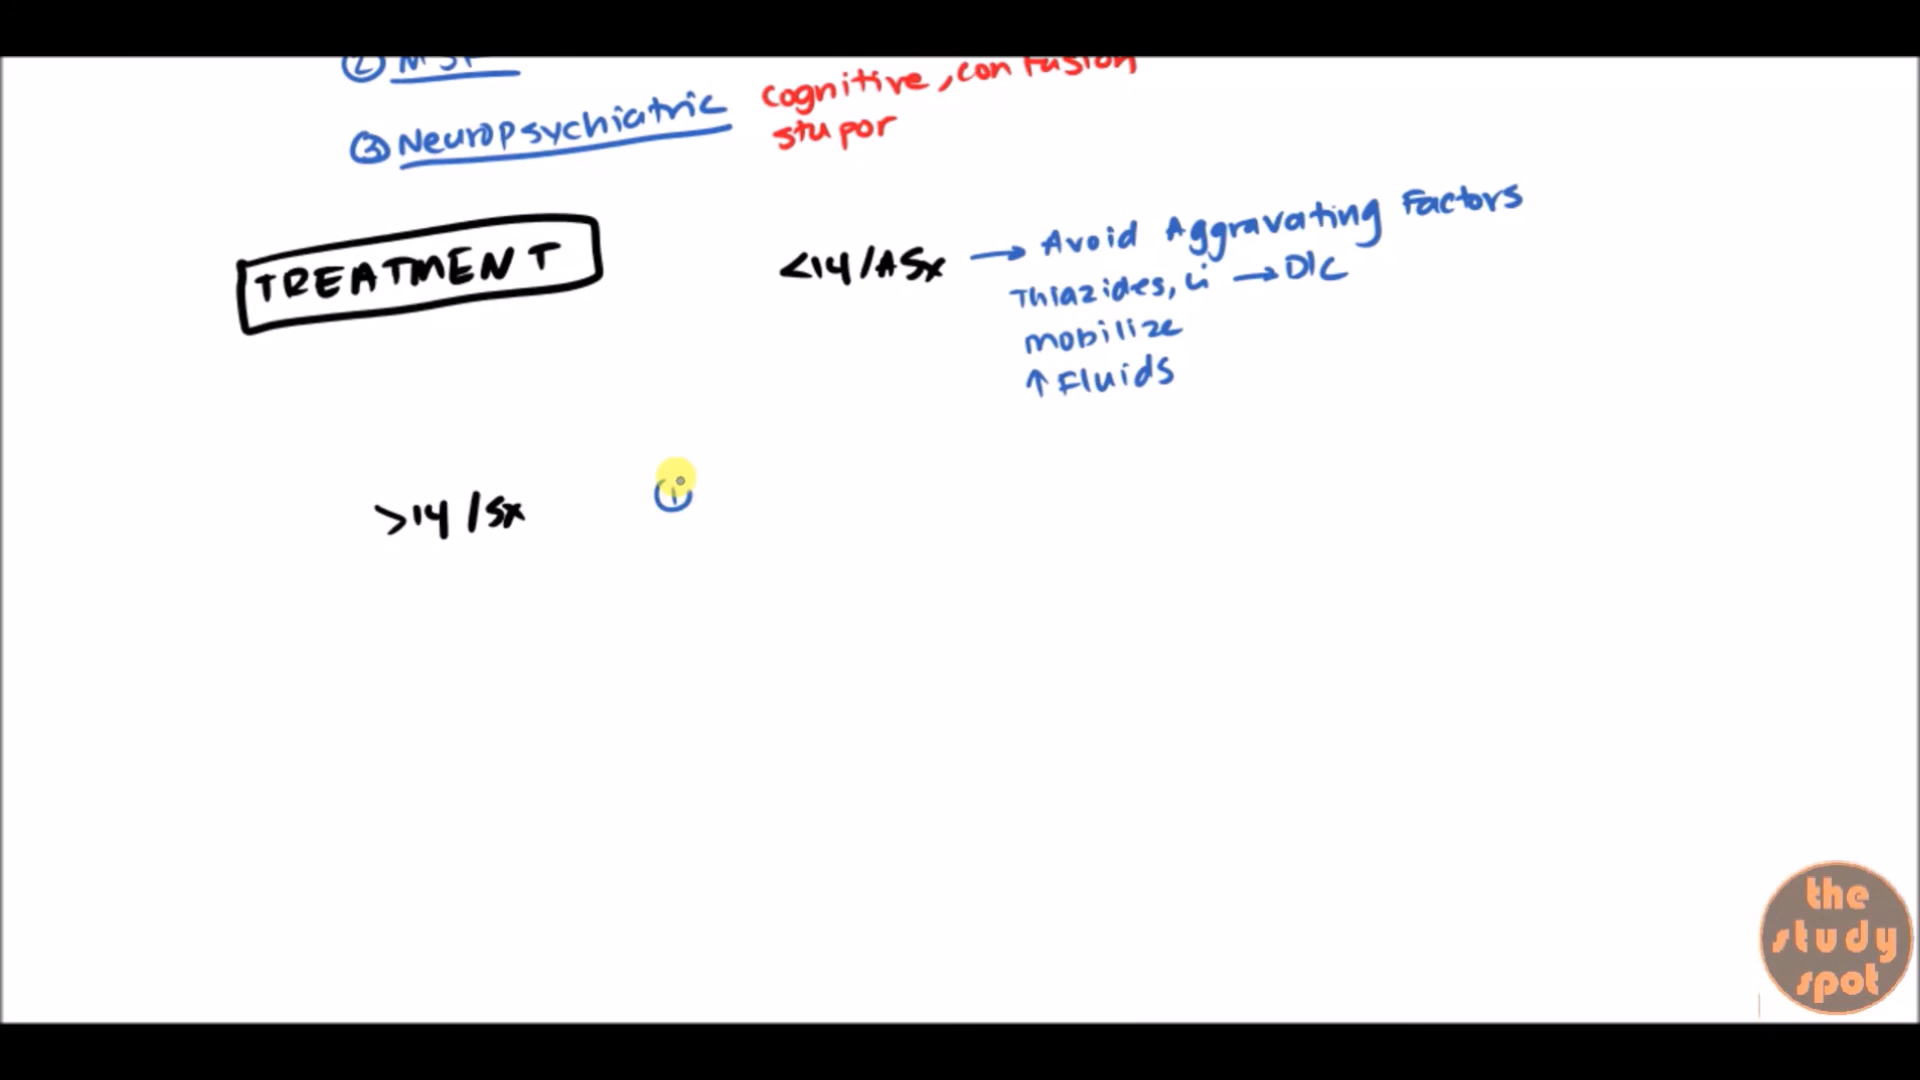 ②
③ Neuropsychiatric cognitive, confusion
stupor
TREATMENT
<14/ASx → Avoid Aggravating Factors
Thiazides, Li → D/C
mobilize
↑ Fluids
>14/Sx ①
the
study
spot